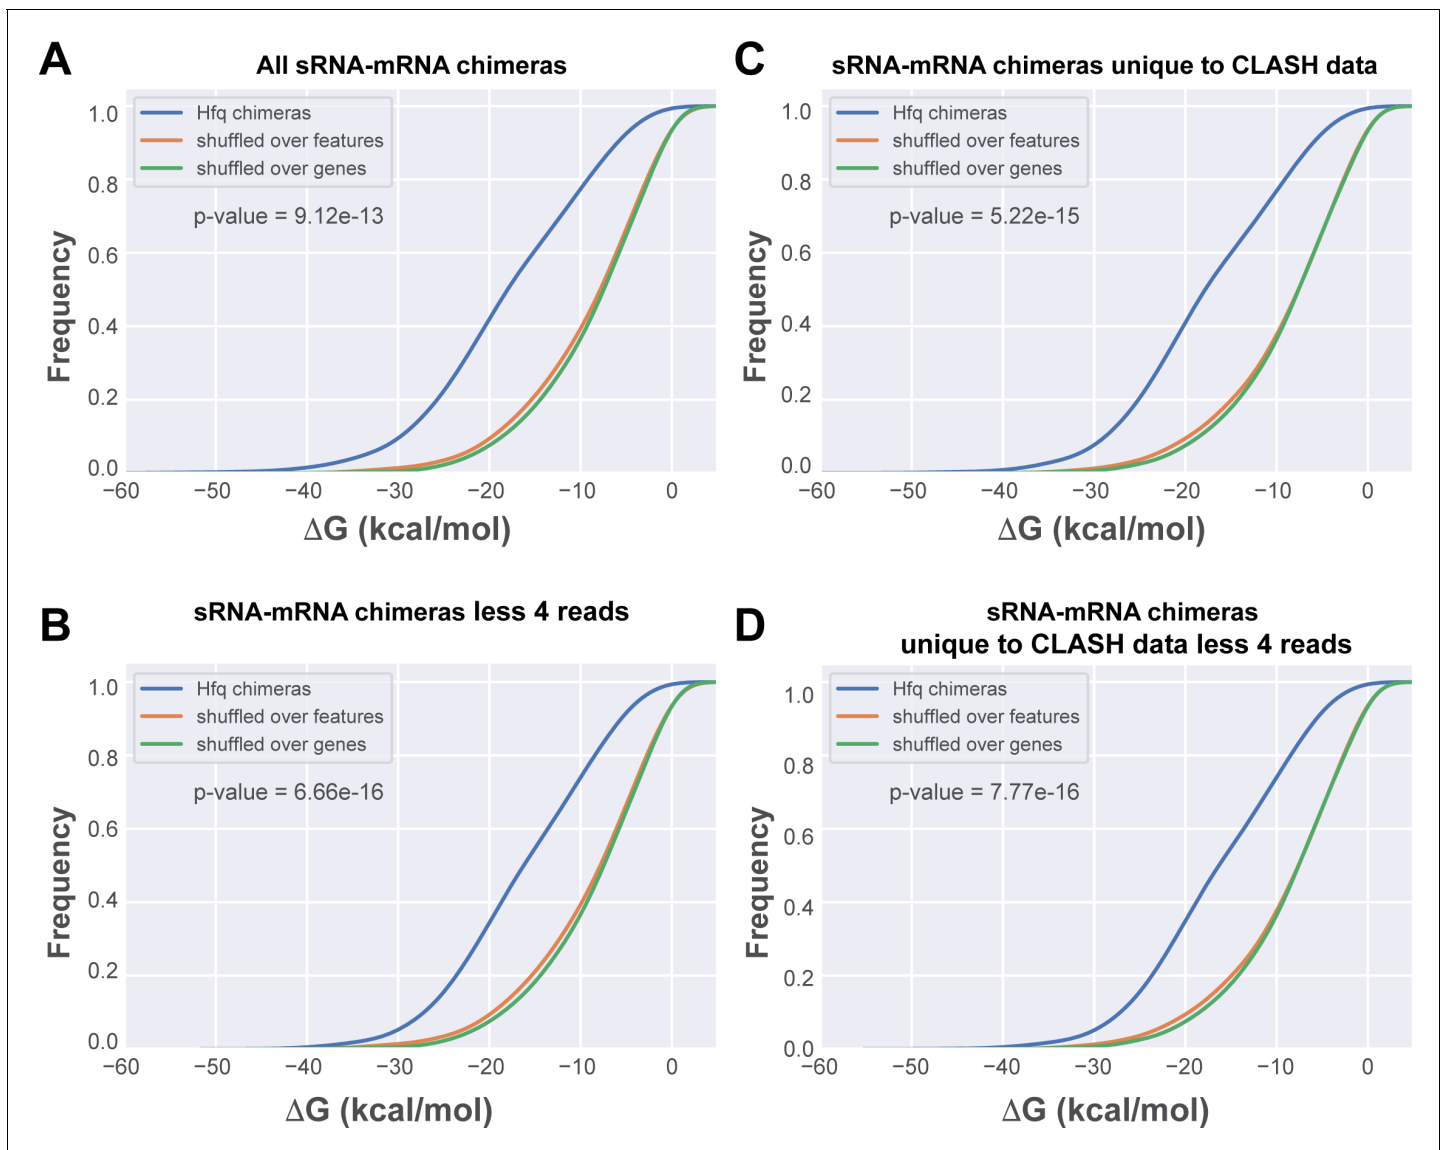 A
All sRNA-mRNA chimeras
Hfq chimeras
shuffled over features
shuffled over genes
p-value = 9.12e-13
Frequency
1.0
0.8
0.6
0.4
0.2
0.0
−60 −50 −40 −30 −20 −10 0
ΔG (kcal/mol)
C
sRNA-mRNA chimeras unique to CLASH data
Hfq chimeras
shuffled over features
shuffled over genes
p-value = 5.22e-15
Frequency
1.0
0.8
0.6
0.4
0.2
0.0
−60 −50 −40 −30 −20 −10 0
ΔG (kcal/mol)
B
sRNA-mRNA chimeras less 4 reads
Hfq chimeras
shuffled over features
shuffled over genes
p-value = 6.66e-16
Frequency
1.0
0.8
0.6
0.4
0.2
0.0
−60 −50 −40 −30 −20 −10 0
ΔG (kcal/mol)
D
sRNA-mRNA chimeras
unique to CLASH data less 4 reads
Hfq chimeras
shuffled over features
shuffled over genes
p-value = 7.77e-16
Frequency
1.0
0.8
0.6
0.4
0.2
0.0
−60 −50 −40 −30 −20 −10 0
ΔG (kcal/mol)